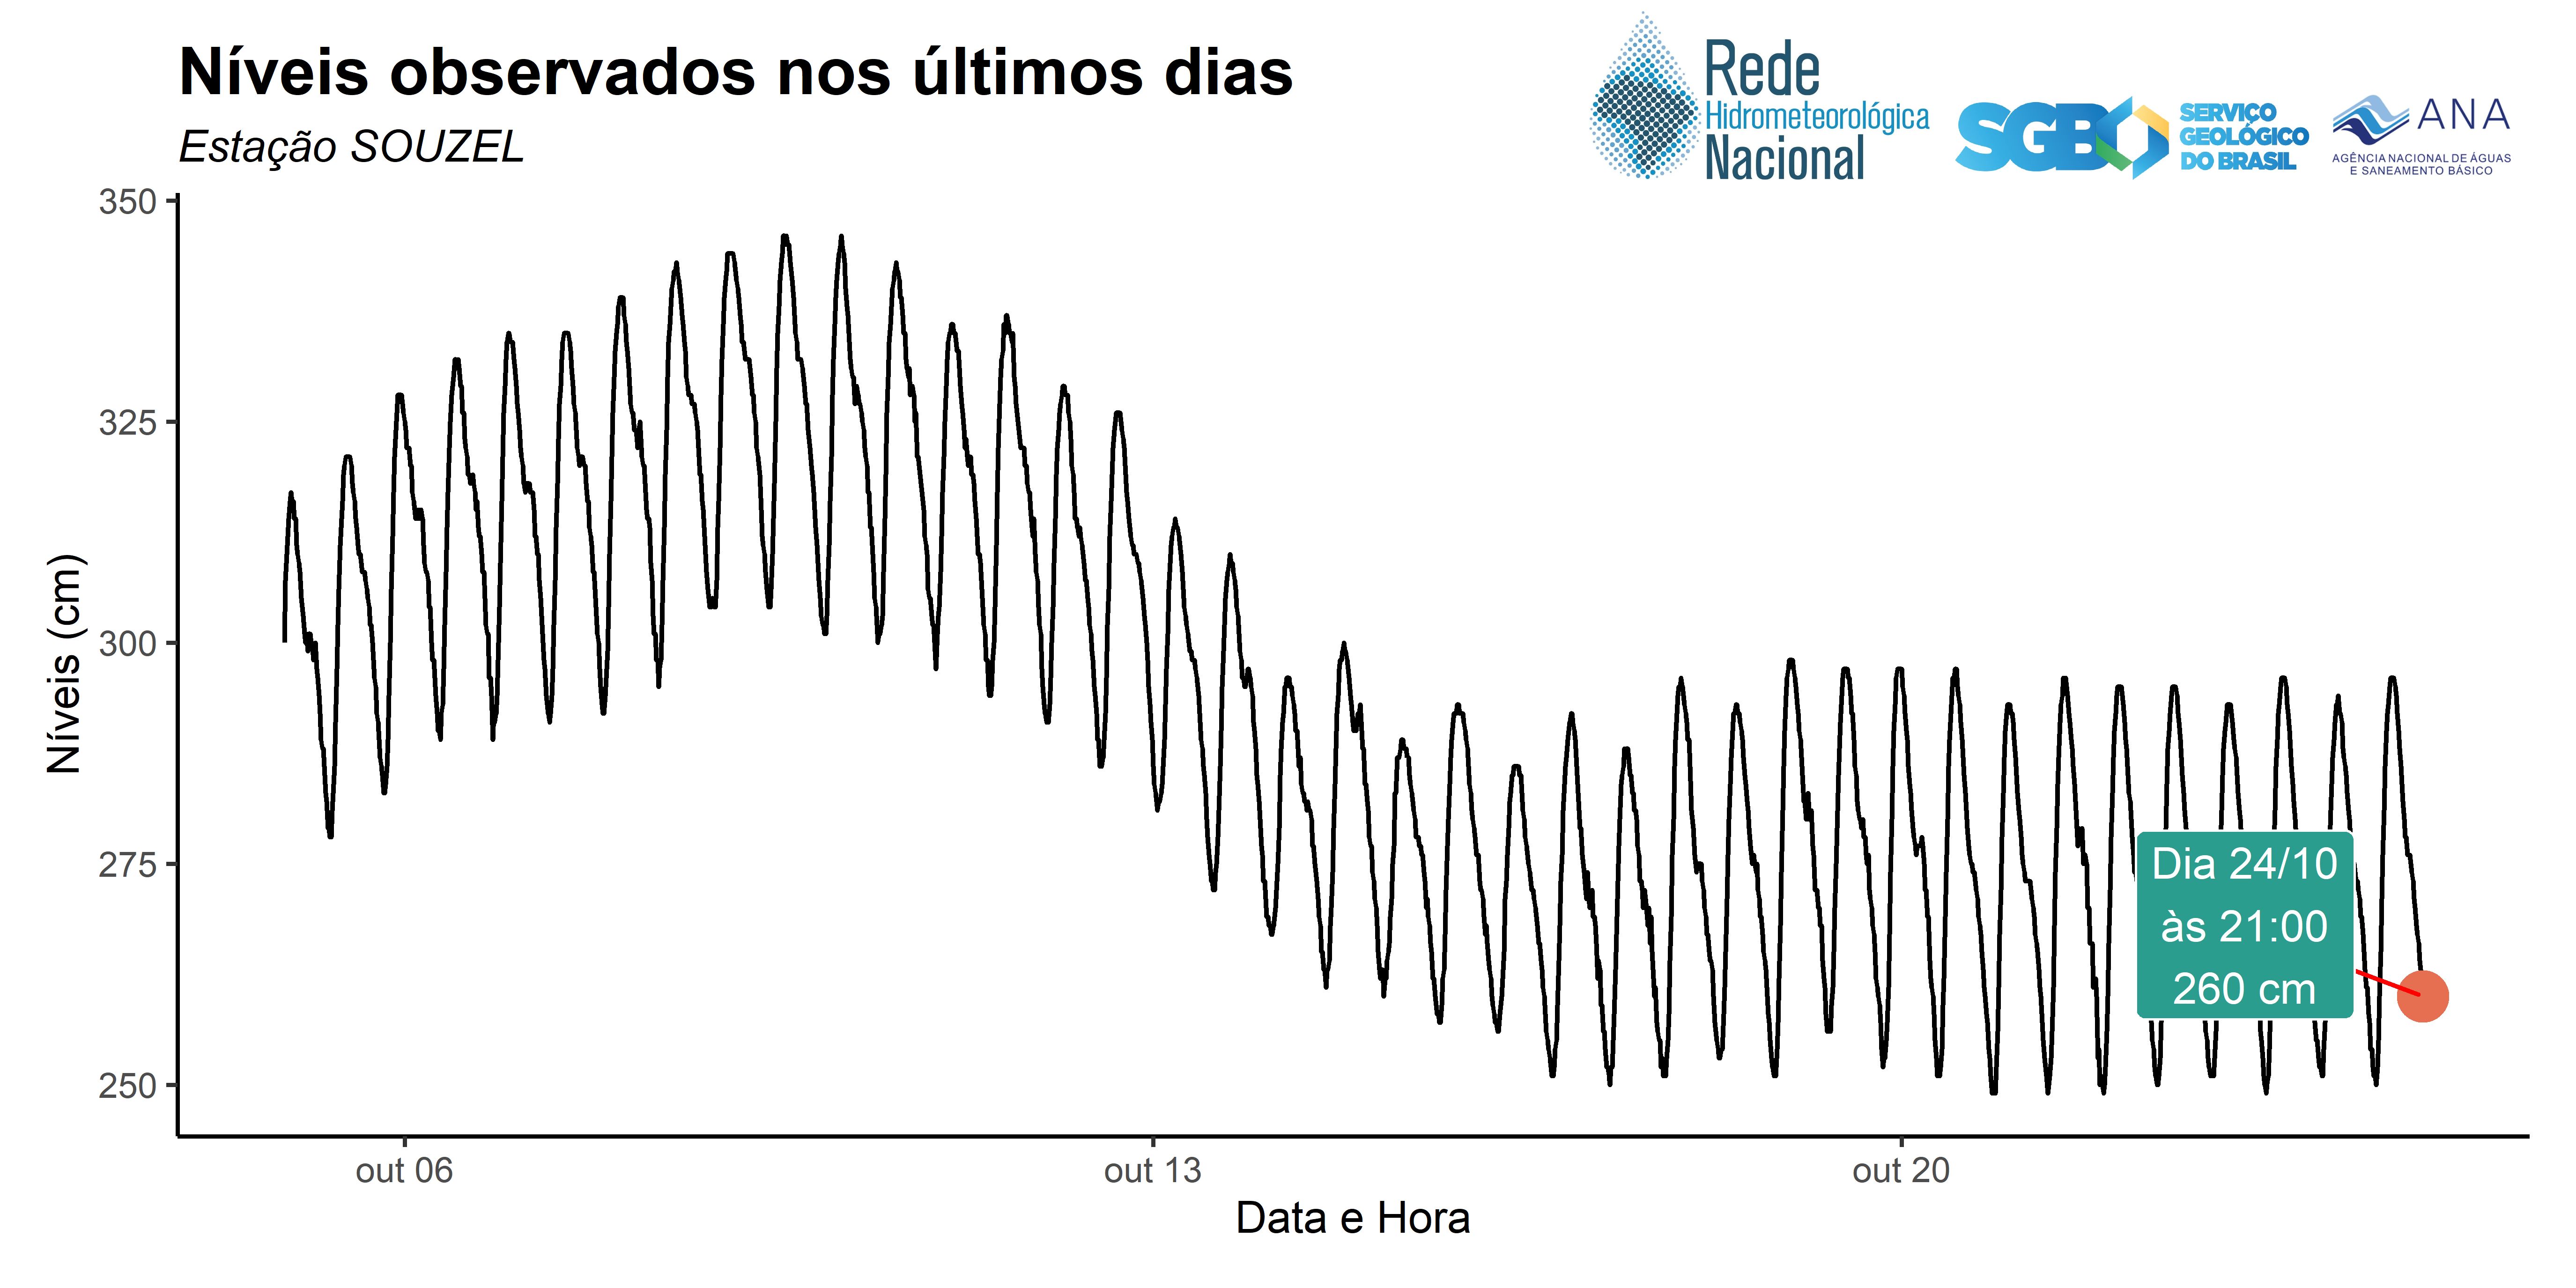 Níveis observados nos últimos dias
Estação SOUZEL
Rede
Hidrometeorológica
Nacional
SGB
SERVIÇO
GEOLÓGICO
DO BRASIL
ANA
AGÊNCIA NACIONAL DE ÁGUAS
E SANEAMENTO BÁSICO
350
325
300
275
250
Níveis (cm)
Dia 24/10
às 21:00
260 cm
out 06
out 13
out 20
Data e Hora